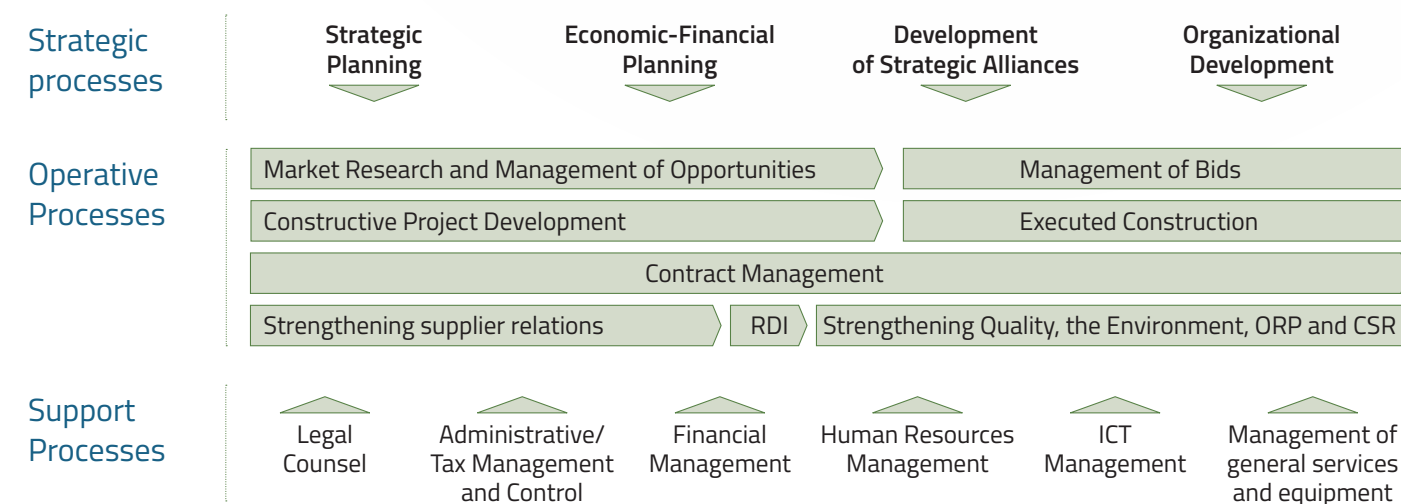 Strategic
processes
Strategic
Planning
Economic-Financial
Planning
Development
of Strategic Alliances
Organizational
Development
Operative
Processes
Market Research and Management of Opportunities
Management of Bids
Constructive Project Development
Executed Construction
Contract Management
Strengthening supplier relations
RDI
Strengthening Quality, the Environment, ORP and CSR
Support
Processes
Legal
Counsel
Administrative/
Tax Management
and Control
Financial
Management
Human Resources
Management
ICT
Management
Management of
general services
and equipment